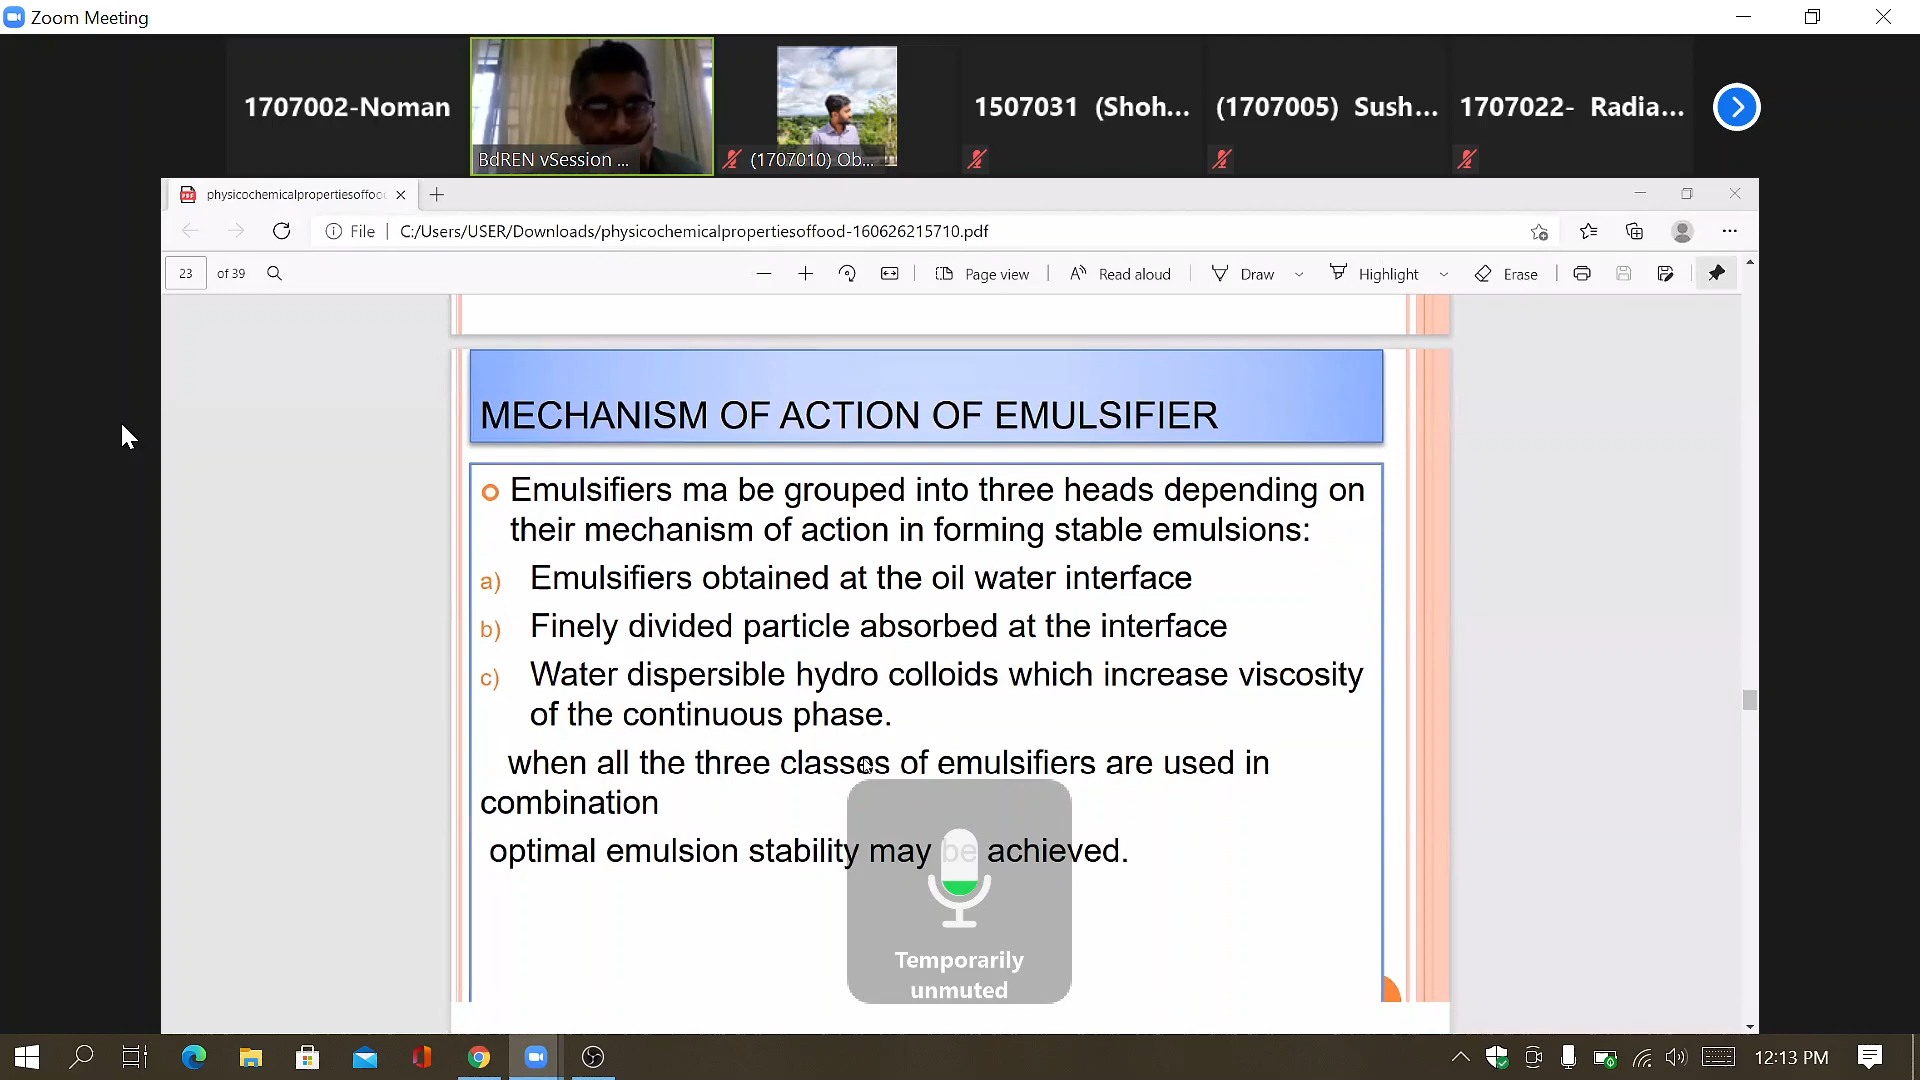 Zoom Meeting
1707002-Noman
BdREN vSession ...
(1707010) Ob...
1507031 (Shoh...
(1707005) Sush...
1707022- Radia...
physicochemicalpropertiesoffood
File
C:/Users/USER/Downloads/physicochemicalpropertiesoffood-160626215710.pdf
23 of 39
Page view
Read aloud
Draw
Highlight
Erase
MECHANISM OF ACTION OF EMULSIFIER
Emulsifiers ma be grouped into three heads depending on
their mechanism of action in forming stable emulsions:
a) Emulsifiers obtained at the oil water interface
b) Finely divided particle absorbed at the interface
c) Water dispersible hydro colloids which increase viscosity
of the continuous phase.
when all the three classes of emulsifiers are used in
combination
optimal emulsion stability may be achieved.
Temporarily
unmuted
12:13 PM